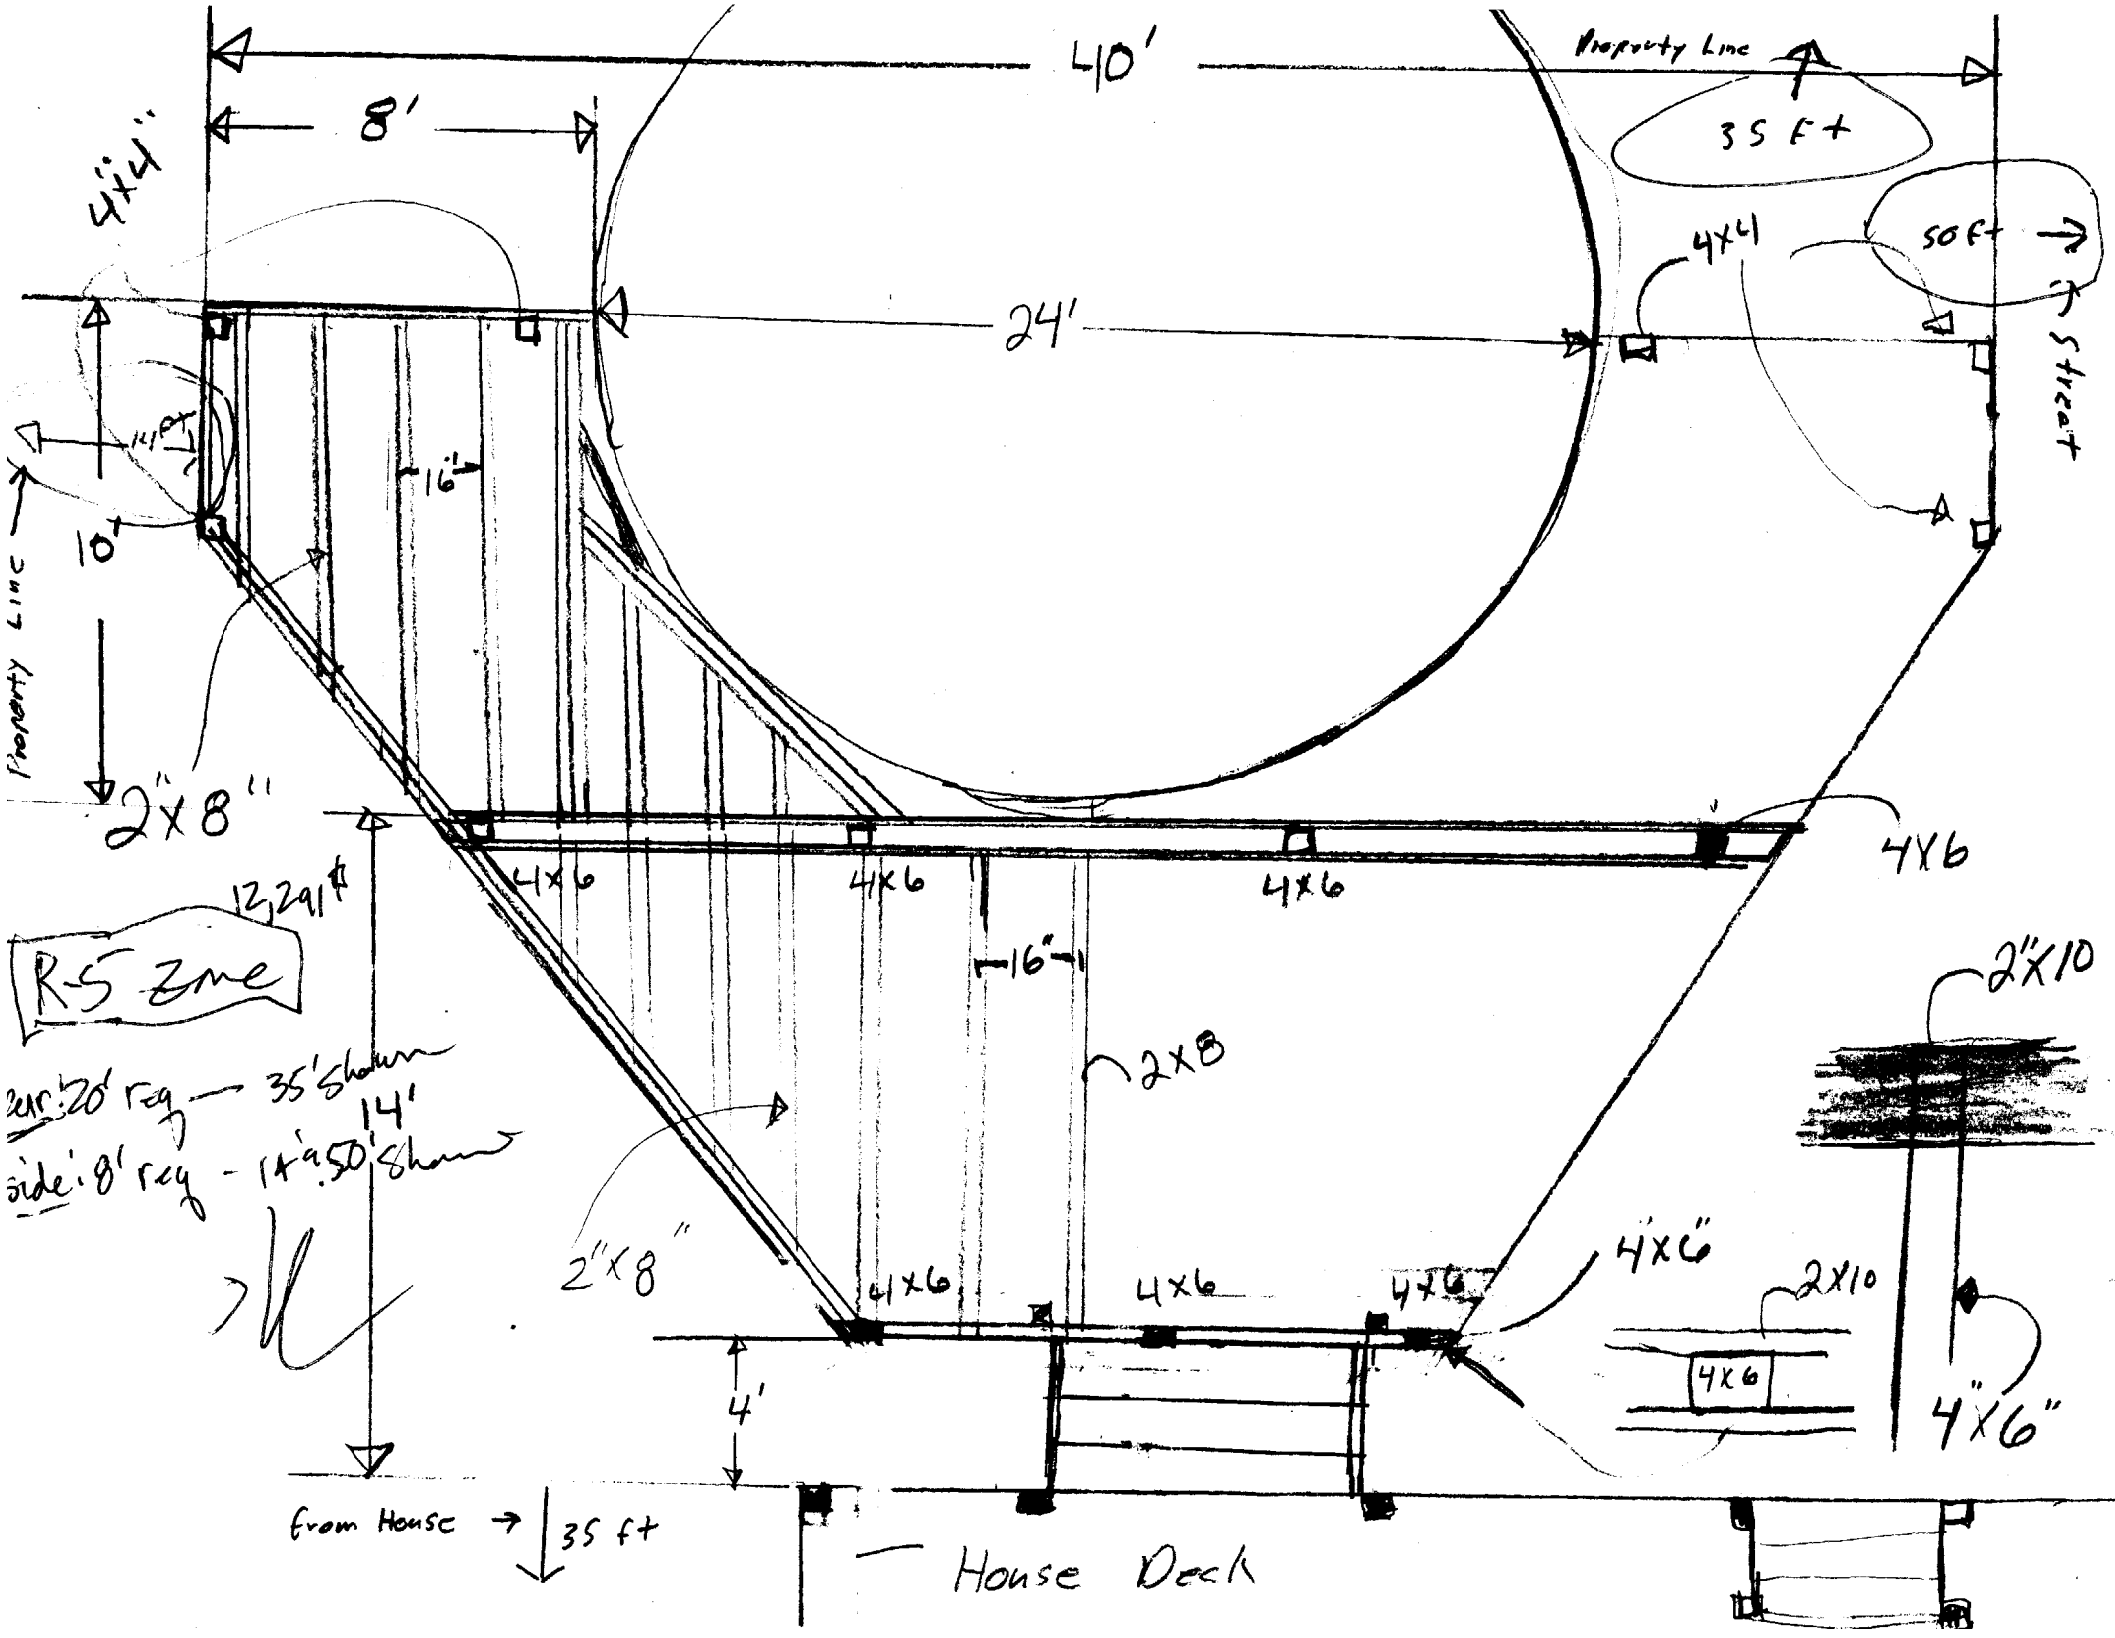 40'
Property Line
35 Ft
8'
4"x4"
50 Ft
Street
4x4
24'
14 ft
16"
10'
Property Line
2"x8"
4x6
4x6
4x6
4x6
12,291
R-5 Zone
16"
2"x10
2x8
20' req — 35' shown
14'
side: 8' req - 14' & 50' shown
2"x8"
4x6
4x6
4x6
4"x6"
2x10
4x6
4"x6"
4'
From House → 35 ft
House Deck